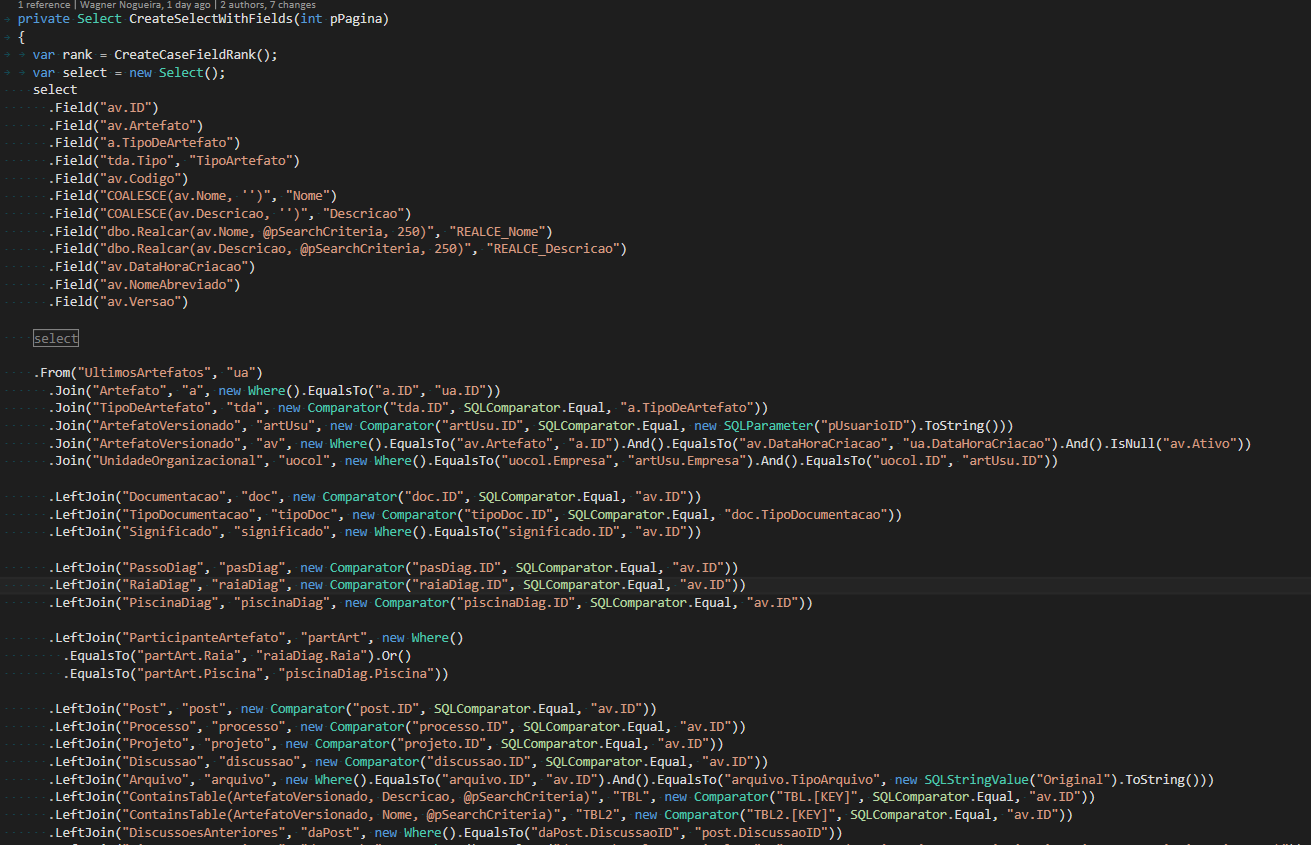 1 reference | Wagner Nogueira, 1 day ago | 2 authors, 7 changes
private Select CreateSelectWithFields(int pPagina)
{
var rank = CreateCaseFieldRank();
var select = new Select();
select
.Field("av.ID")
.Field("av.Artefato")
.Field("a.TipoDeArtefato")
.Field("tda.Tipo", "TipoArtefato")
.Field("av.Codigo")
.Field("COALESCE(av.Nome, '')", "Nome")
.Field("COALESCE(av.Descricao, '')", "Descricao")
.Field("dbo.Realcar(av.Nome, @pSearchCriteria, 250)", "REALCE_Nome")
.Field("dbo.Realcar(av.Descricao, @pSearchCriteria, 250)", "REALCE_Descricao")
.Field("av.DataHoraCriacao")
.Field("av.NomeAbreviado")
.Field("av.Versao")
select
.From("UltimosArtefatos", "ua")
.Join("Artefato", "a", new Where().EqualsTo("a.ID", "ua.ID"))
.Join("TipoDeArtefato", "tda", new Comparator("tda.ID", SQLComparator.Equal, "a.TipoDeArtefato"))
.Join("ArtefatoVersionado", "artUsu", new Comparator("artUsu.ID", SQLComparator.Equal, new SQLParameter("pUsuarioID").ToString()))
.Join("ArtefatoVersionado", "av", new Where().EqualsTo("av.Artefato", "a.ID").And().EqualsTo("av.DataHoraCriacao", "ua.DataHoraCriacao").And().IsNull("av.Ativo"))
.Join("UnidadeOrganizacional", "uocol", new Where().EqualsTo("uocol.Empresa", "artUsu.Empresa").And().EqualsTo("uocol.ID", "artUsu.ID"))
.LeftJoin("Documentacao", "doc", new Comparator("doc.ID", SQLComparator.Equal, "av.ID"))
.LeftJoin("TipoDocumentacao", "tipoDoc", new Comparator("tipoDoc.ID", SQLComparator.Equal, "doc.TipoDocumentacao"))
.LeftJoin("Significado", "significado", new Where().EqualsTo("significado.ID", "av.ID"))
.LeftJoin("PassoDiag", "pasDiag", new Comparator("pasDiag.ID", SQLComparator.Equal, "av.ID"))
.LeftJoin("RaiaDiag", "raiaDiag", new Comparator("raiaDiag.ID", SQLComparator.Equal, "av.ID"))
.LeftJoin("PiscinaDiag", "piscinaDiag", new Comparator("piscinaDiag.ID", SQLComparator.Equal, "av.ID"))
.LeftJoin("ParticipanteArtefato", "partArt", new Where()
.EqualsTo("partArt.Raia", "raiaDiag.Raia").Or()
.EqualsTo("partArt.Piscina", "piscinaDiag.Piscina"))
.LeftJoin("Post", "post", new Comparator("post.ID", SQLComparator.Equal, "av.ID"))
.LeftJoin("Processo", "processo", new Comparator("processo.ID", SQLComparator.Equal, "av.ID"))
.LeftJoin("Projeto", "projeto", new Comparator("projeto.ID", SQLComparator.Equal, "av.ID"))
.LeftJoin("Discussao", "discussao", new Comparator("discussao.ID", SQLComparator.Equal, "av.ID"))
.LeftJoin("Arquivo", "arquivo", new Where().EqualsTo("arquivo.ID", "av.ID").And().EqualsTo("arquivo.TipoArquivo", new SQLStringValue("Original").ToString()))
.LeftJoin("ContainsTable(ArtefatoVersionado, Descricao, @pSearchCriteria)", "TBL", new Comparator("TBL.[KEY]", SQLComparator.Equal, "av.ID"))
.LeftJoin("ContainsTable(ArtefatoVersionado, Nome, @pSearchCriteria)", "TBL2", new Comparator("TBL2.[KEY]", SQLComparator.Equal, "av.ID"))
.LeftJoin("DiscussoesAnteriores", "daPost", new Where().EqualsTo("daPost.DiscussaoID", "post.DiscussaoID"))